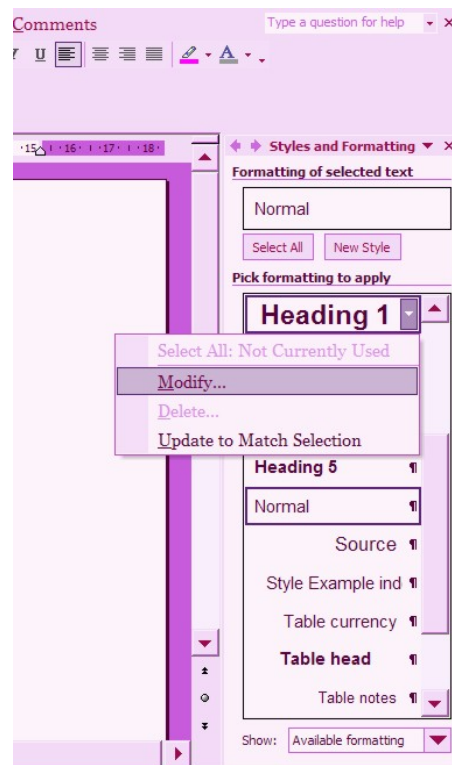 Comments
Type a question for help
U
A
·15· ı ·16· ı ·17· ı ·18·
Styles and Formatting
Formatting of selected text
Normal
Select All New Style
Pick formatting to apply
Heading 1
Select All: Not Currently Used
Modify...
Delete...
Update to Match Selection
Heading 5 ¶
Normal ¶
Source ¶
Style Example ind ¶
Table currency ¶
Table head ¶
Table notes ¶
Show: Available formatting